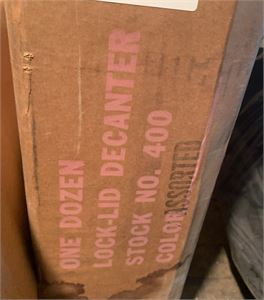 ONE DOZEN
LOCK-LID DECANTER
STOCK NO. 400
COLOR ASSORTED